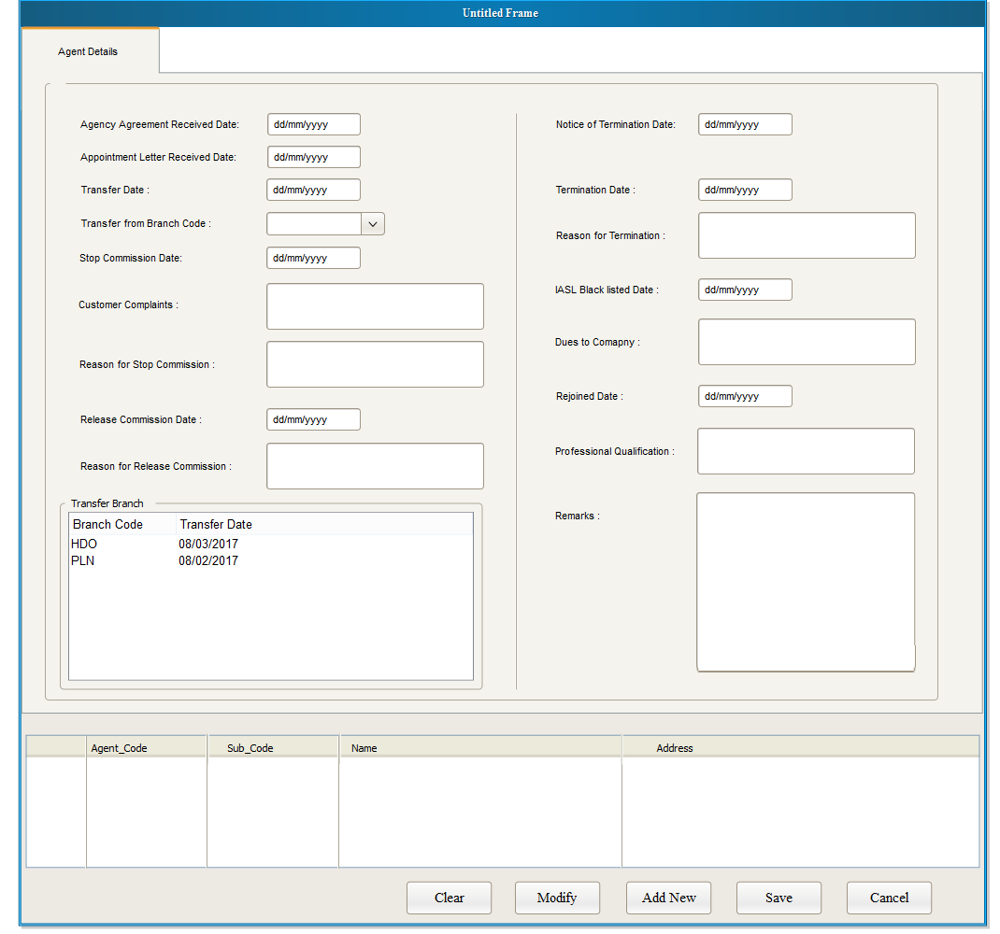 Untitled Frame
Agent Details
Agency Agreement Received Date: dd/mm/yyyy
Appointment Letter Received Date: dd/mm/yyyy
Transfer Date : dd/mm/yyyy
Transfer from Branch Code :
Stop Commission Date: dd/mm/yyyy
Customer Complaints :
Reason for Stop Commission :
Release Commission Date : dd/mm/yyyy
Reason for Release Commission :
Transfer Branch
Branch Code Transfer Date
HDO 08/03/2017
PLN 08/02/2017
Notice of Termination Date: dd/mm/yyyy
Termination Date : dd/mm/yyyy
Reason for Termination :
IASL Black listed Date : dd/mm/yyyy
Dues to Comapny :
Rejoined Date : dd/mm/yyyy
Professional Qualification :
Remarks :
Agent_Code Sub_Code Name Address
Clear Modify Add New Save Cancel